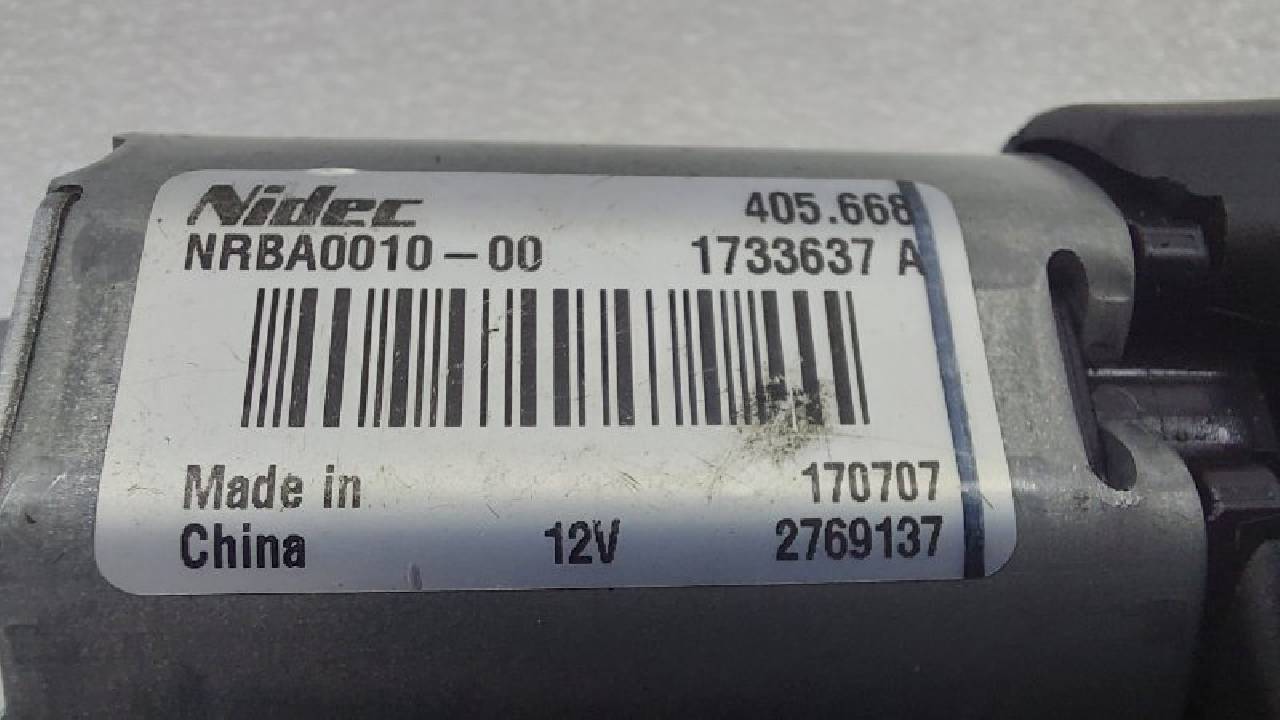 Nidec 405.668
NRBA0010-00 1733637 A
Made in 170707
China 12V 2769137